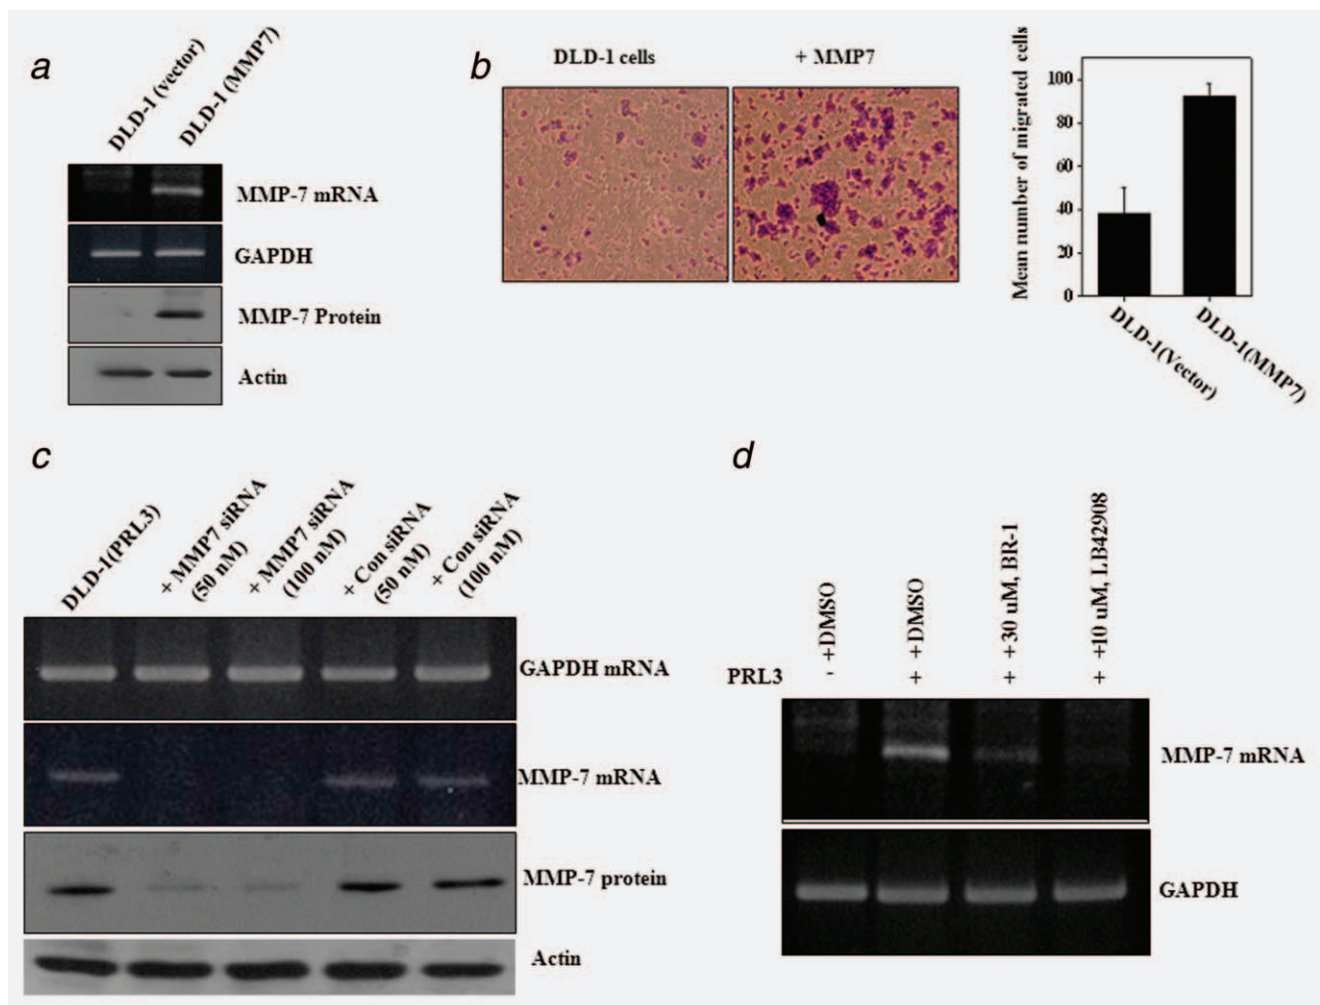 a
DLD-1 (vector)
DLD-1 (MMP7)
MMP-7 mRNA
GAPDH
MMP-7 Protein
Actin
b
DLD-1 cells
+ MMP7
Mean number of migrated cells
100
80
60
40
20
0
DLD-1(Vector)
DLD-1(MMP7)
c
DLD-1(PRL3)
+ MMP7 siRNA
(50 nM)
+ MMP7 siRNA
(100 nM)
+ Con siRNA
(50 nM)
+ Con siRNA
(100 nM)
GAPDH mRNA
MMP-7 mRNA
MMP-7 protein
Actin
d
+DMSO
+DMSO
+30 uM, BR-1
+10 uM, LB42908
PRL3 - + + +
MMP-7 mRNA
GAPDH